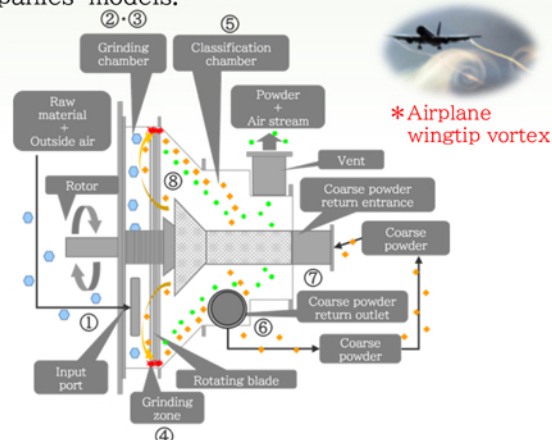 panies' models.
②・③
Grinding
chamber
⑤
Classification
chamber
Raw
material
+
Outside air
Powder
+
Air stream
*Airplane
wingtip vortex
Vent
Rotor
⑧
Coarse powder
return entrance
Coarse
powder
⑦
①
Coarse powder
return outlet
⑥
Coarse
powder
Input
port
Rotating blade
Grinding
zone
④